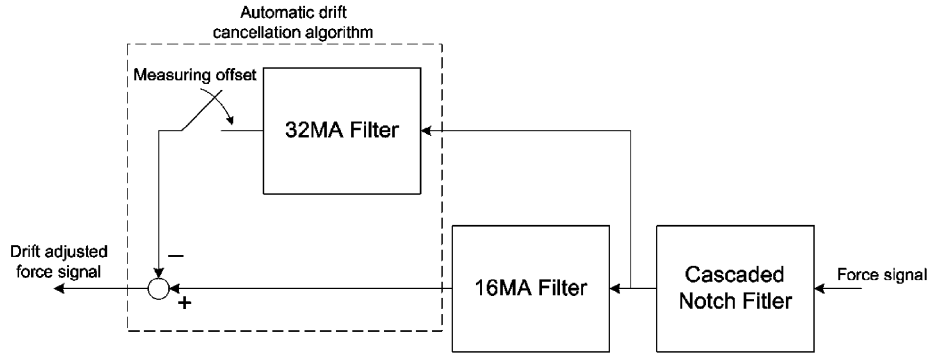 Automatic drift
cancellation algorithm
Measuring offset
32MA Filter
Drift adjusted
force signal
−
+
16MA Filter
Cascaded
Notch Fitler
Force signal